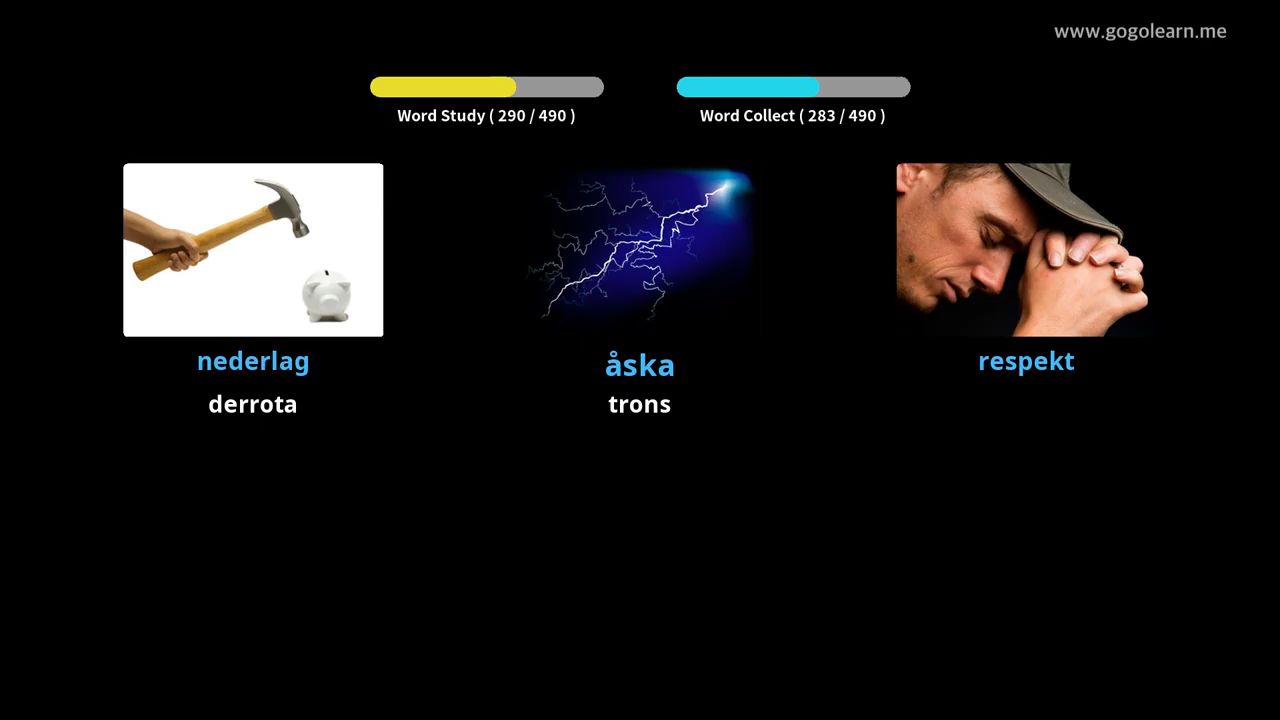 www.gogolearn.me
Word Study ( 290 / 490 )
Word Collect ( 283 / 490 )
nederlag
åska
respekt
derrota
trons